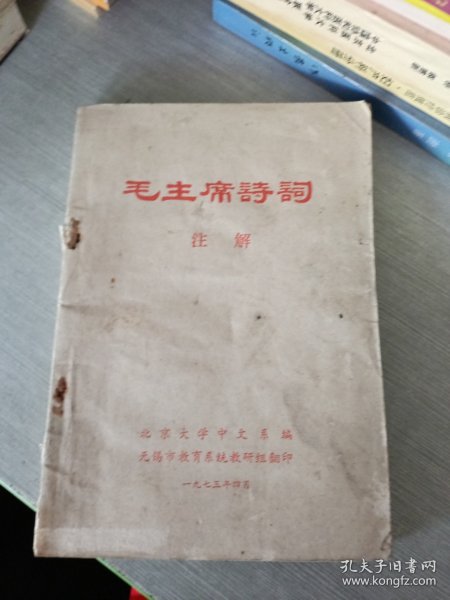 毛主席詩詞
注解
北京大学中文系编
无锡市教育系统教研组翻印
一九七三年四月
孔夫子旧书网
www.kongfz.com